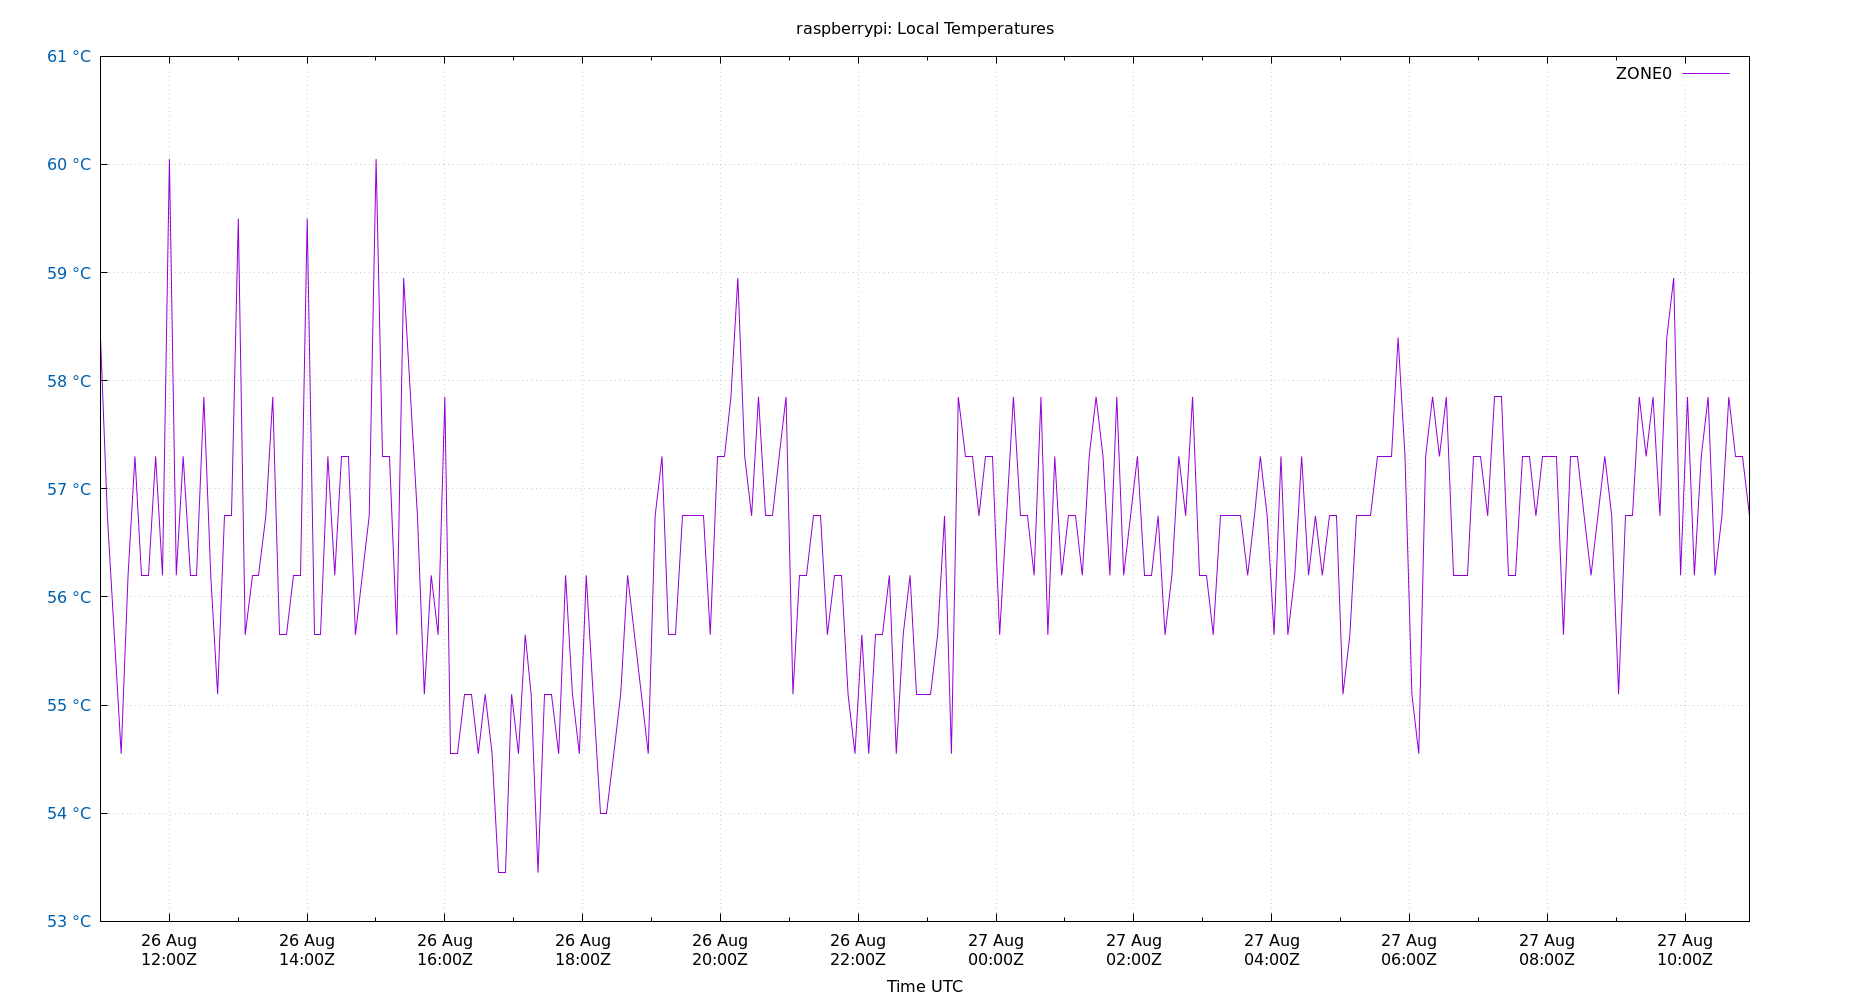 raspberrypi: Local Temperatures
61 °C
ZONE0
60 °C
59 °C
58 °C
57 °C
56 °C
55 °C
54 °C
53 °C
26 Aug 26 Aug 26 Aug 26 Aug 26 Aug 26 Aug 27 Aug 27 Aug 27 Aug 27 Aug 27 Aug 27 Aug
12:00Z 14:00Z 16:00Z 18:00Z 20:00Z 22:00Z 00:00Z 02:00Z 04:00Z 06:00Z 08:00Z 10:00Z
Time UTC